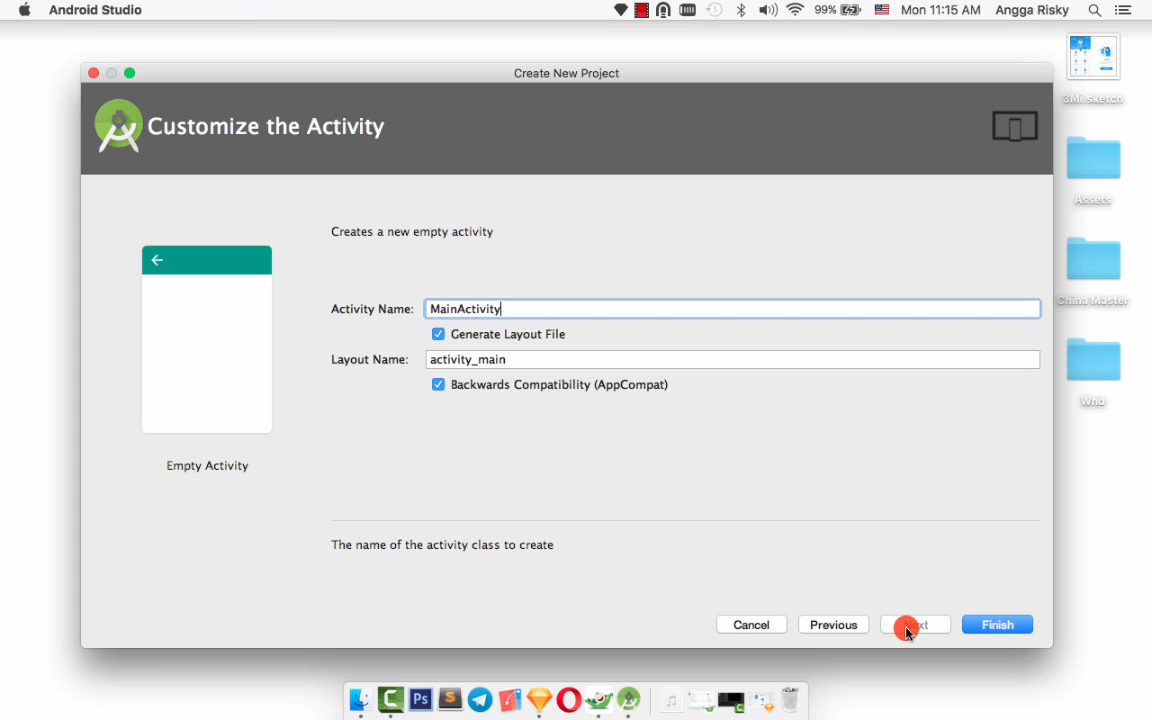 Android Studio
99%
Mon 11:15 AM
Angga Risky
Create New Project
Customize the Activity
3Mi.sketch
Assets
China Master
Creates a new empty activity
Activity Name: MainActivity
Generate Layout File
Layout Name: activity_main
Backwards Compatibility (AppCompat)
Empty Activity
The name of the activity class to create
Cancel
Previous
Finish
Ps